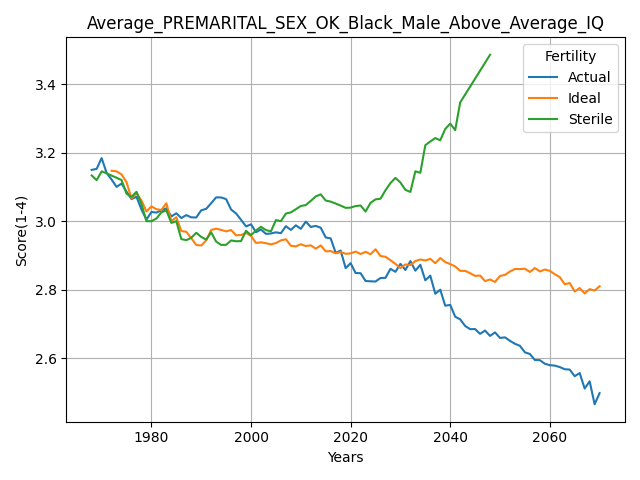 Average_PREMARITAL_SEX_OK_Black_Male_Above_Average_IQ
Fertility
Actual
Ideal
Sterile
Score(1-4)
3.4
3.2
3.0
2.8
2.6
1980 2000 2020 2040 2060
Years